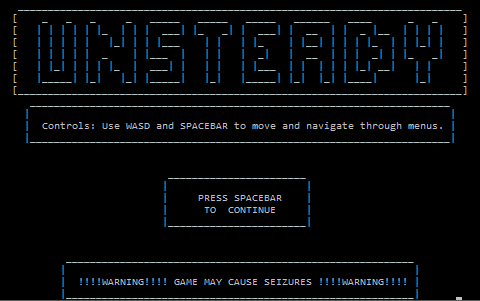 UNSTEADY
Controls: Use WASD and SPACEBAR to move and navigate through menus.
PRESS SPACEBAR
TO CONTINUE
!!!!WARNING!!!! GAME MAY CAUSE SEIZURES !!!!WARNING!!!!